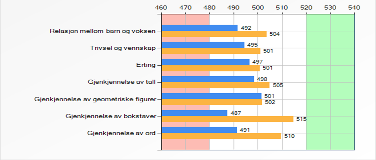 460 470 480 490 500 510 520 530 540
Relasjon mellom barn og voksen 492 504
Trivsel og vennskap 495 501
Erting 497 501
Gjenkjennelse av tall 498 505
Gjenkjennelse av geometriske figurer 501 502
Gjenkjennelse av bokstaver 487 515
Gjenkjennelse av ord 491 510